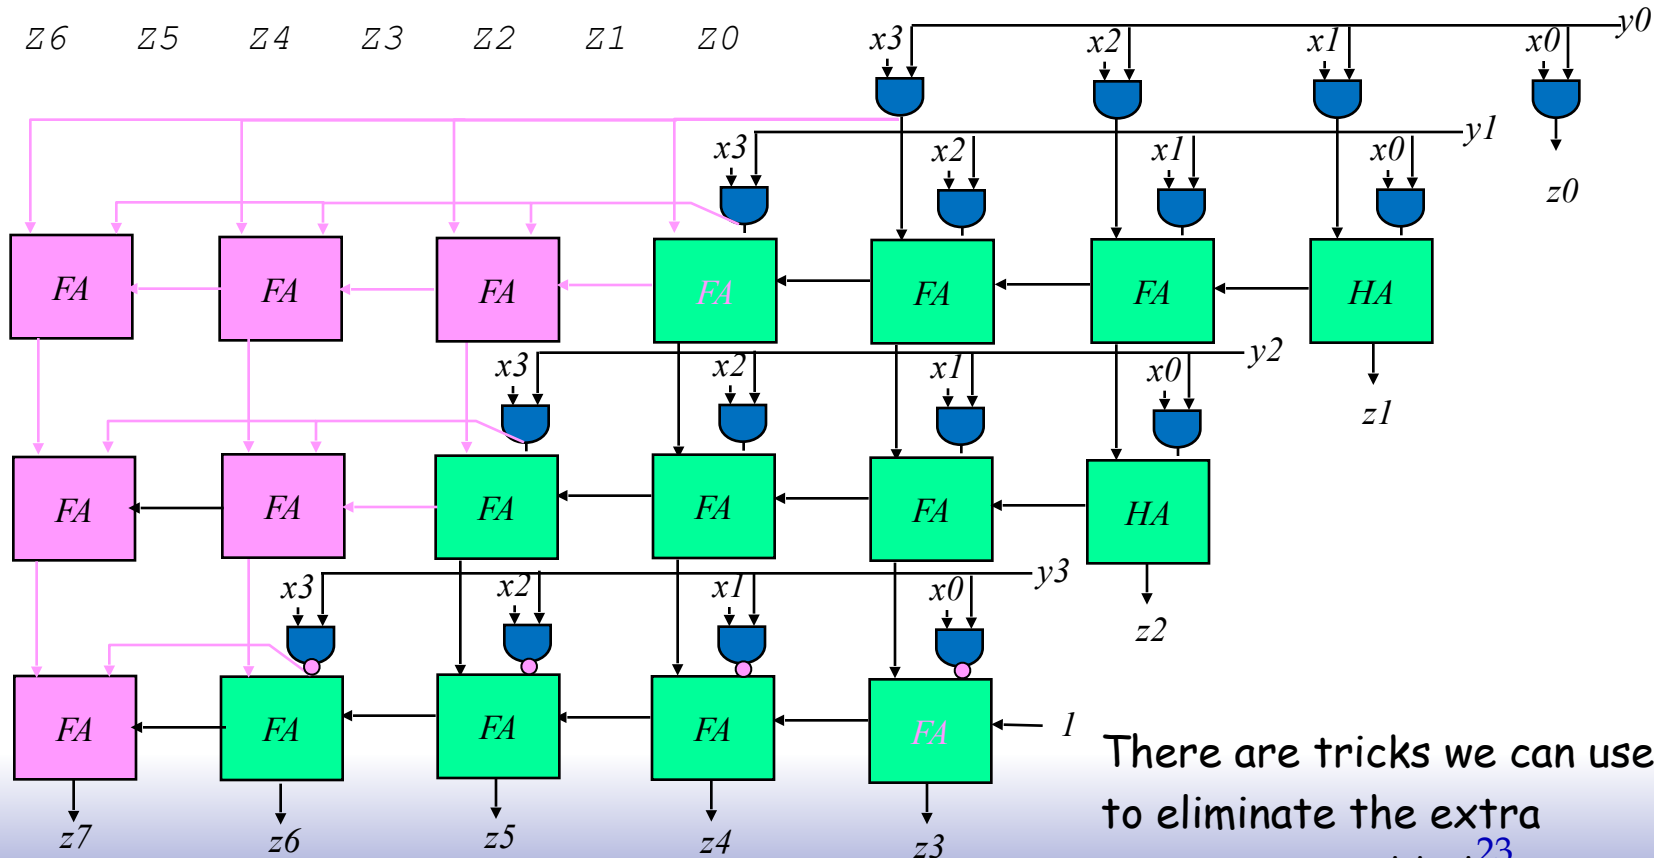 Z6 Z5 Z4 Z3 Z2 Z1 Z0
y0
x3 x2 x1 x0
y1
x3 x2 x1 x0
z0
FA FA FA FA FA FA HA
y2
x3 x2 x1 x0
z1
FA FA FA FA FA HA
y3
x3 x2 x1 x0
z2
FA FA FA FA FA 1
z7 z6 z5 z4 z3
There are tricks we can use
to eliminate the extra
23